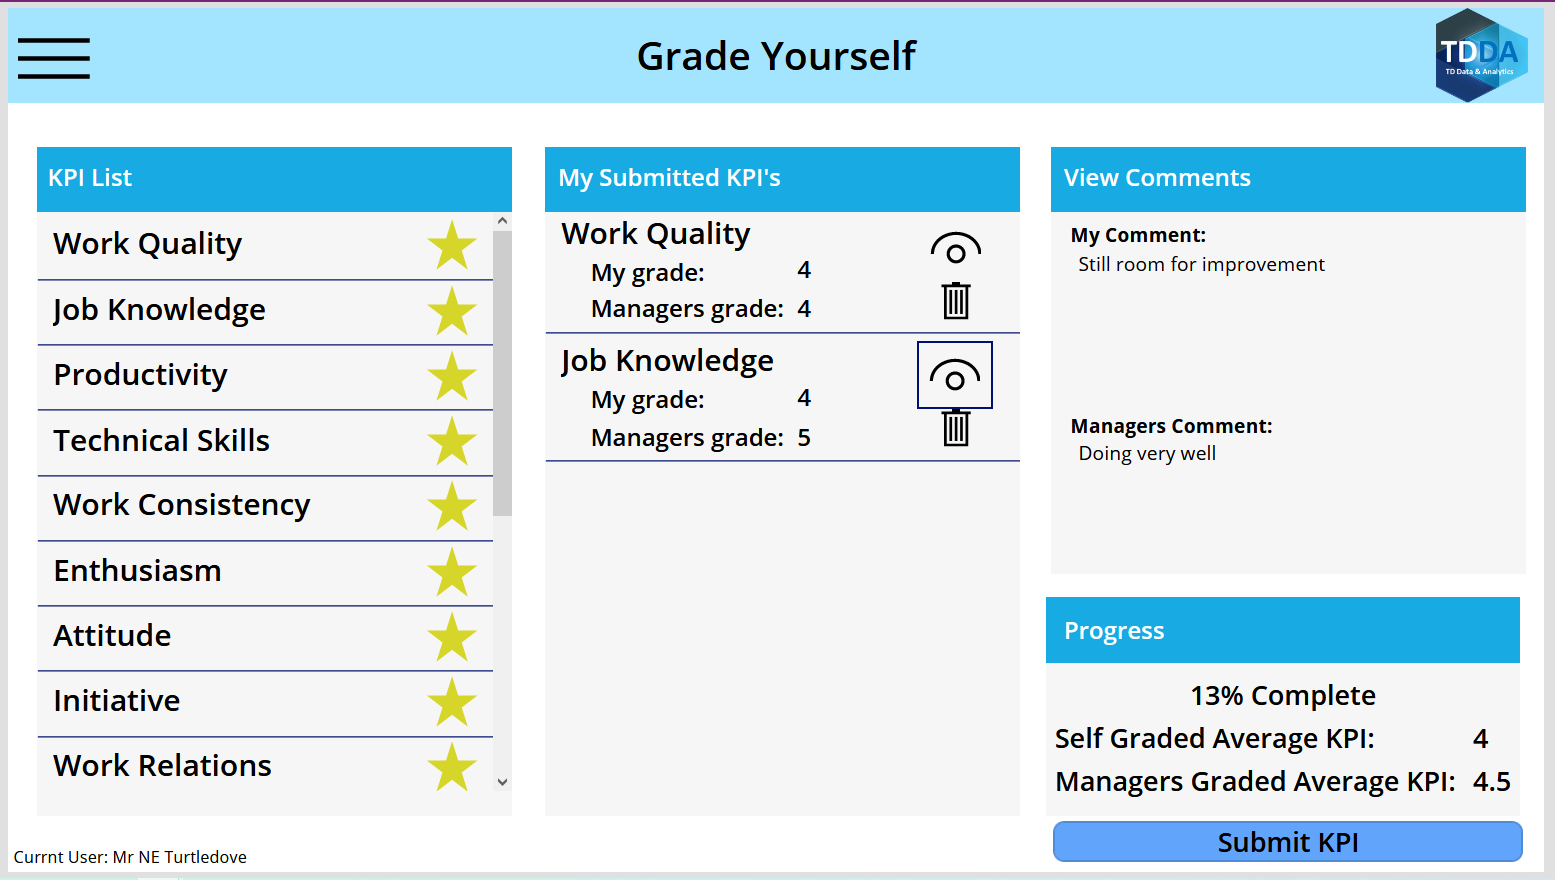 Grade Yourself
TDDA
TD Data & Analytics
KPI List
Work Quality
Job Knowledge
Productivity
Technical Skills
Work Consistency
Enthusiasm
Attitude
Initiative
Work Relations
My Submitted KPI's
Work Quality
My grade: 4
Managers grade: 4
Job Knowledge
My grade: 4
Managers grade: 5
View Comments
My Comment:
Still room for improvement
Managers Comment:
Doing very well
Progress
13% Complete
Self Graded Average KPI: 4
Managers Graded Average KPI: 4.5
Submit KPI
Currnt User: Mr NE Turtledove